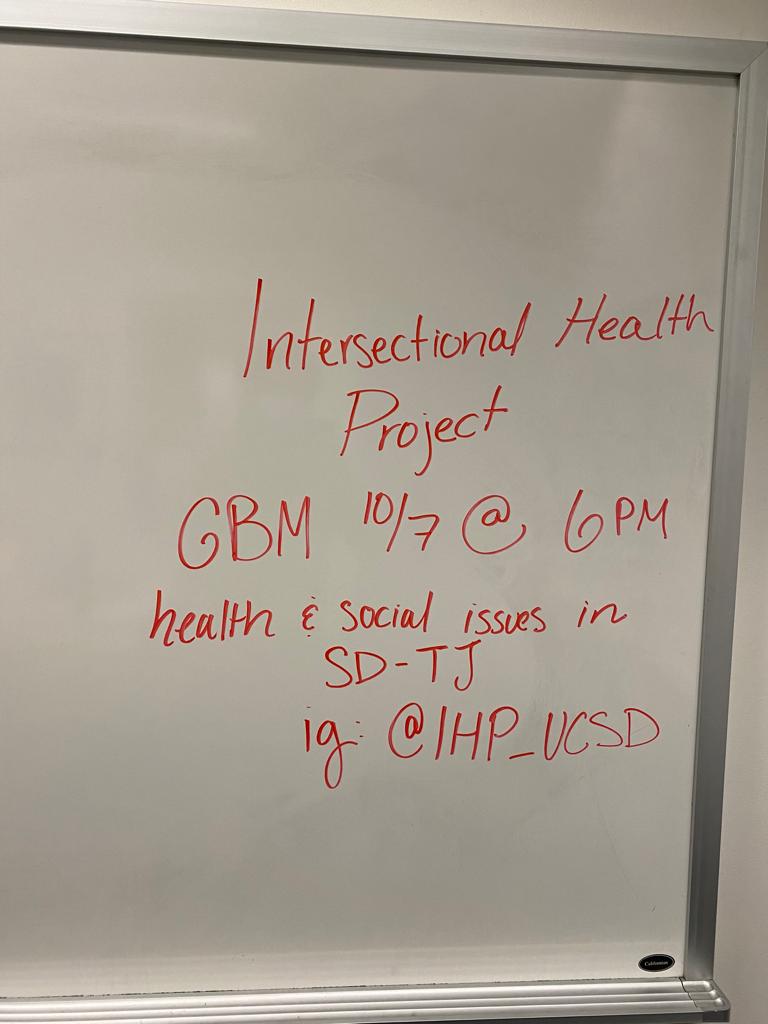 Intersectional Health
Project
GBM 10/7 @ 6PM
health & social issues in
SD-TJ
ig: @IHP_UCSD